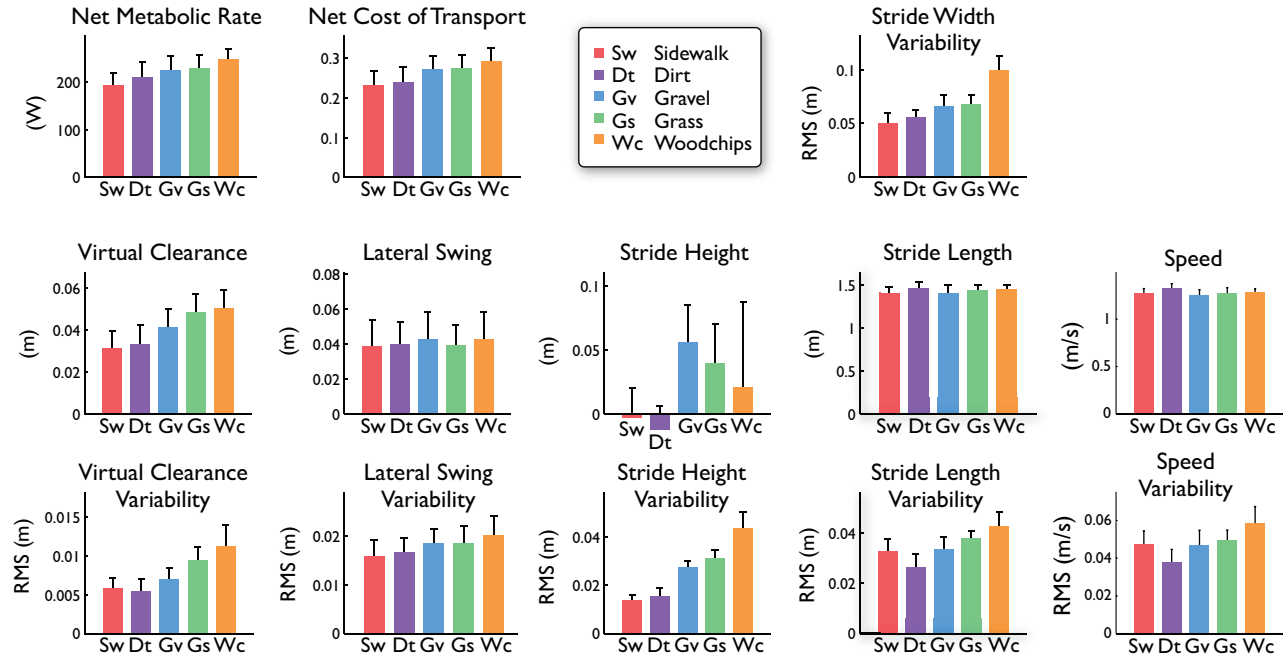 Net Metabolic Rate
(W)
200
100
0
Sw Dt Gv Gs Wc
Net Cost of Transport
0.3
0.2
0.1
0
Sw Dt Gv Gs Wc
Sw Sidewalk
Dt Dirt
Gv Gravel
Gs Grass
Wc Woodchips
Stride Width
Variability
RMS (m)
0.1
0.05
0
Sw Dt Gv Gs Wc
Virtual Clearance
(m)
0.06
0.04
0.02
0
Sw Dt Gv Gs Wc
Lateral Swing
(m)
0.08
0.06
0.04
0.02
0
Sw Dt Gv Gs Wc
Stride Height
(m)
0.1
0.05
0
Sw Dt Gv Gs Wc
Stride Length
(m)
1.5
1
0.5
0
Sw Dt Gv Gs Wc
Speed
(m/s)
1
0.5
0
Sw Dt Gv Gs Wc
Virtual Clearance
Variability
RMS (m)
0.015
0.010
0.005
0
Sw Dt Gv Gs Wc
Lateral Swing
Variability
RMS (m)
0.02
0.01
0
Sw Dt Gv Gs Wc
Stride Height
Variability
RMS (m)
0.04
0.02
0
Sw Dt Gv Gs Wc
Stride Length
Variability
RMS (m)
0.04
0.02
0
Sw Dt Gv Gs Wc
Speed
Variability
RMS (m/s)
0.06
0.04
0.02
0
Sw Dt Gv Gs Wc